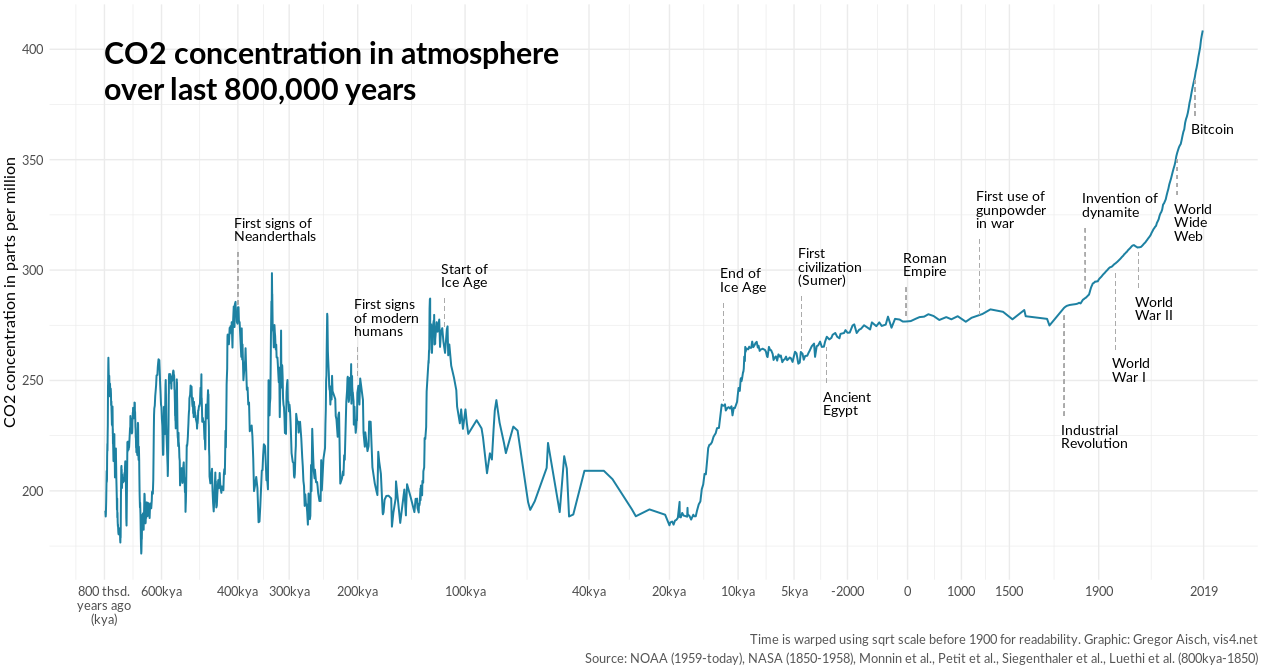 CO2 concentration in atmosphere
over last 800,000 years
CO2 concentration in parts per million
400
350
300
250
200
First signs of
Neanderthals
First signs
of modern
humans
Start of
Ice Age
End of
Ice Age
First
civilization
(Sumer)
Ancient
Egypt
Roman
Empire
First use of
gunpowder
in war
Industrial
Revolution
Invention of
dynamite
World
War I
World
War II
World
Wide
Web
Bitcoin
800 thsd.
years ago
(kya)
600kya
400kya
300kya
200kya
100kya
40kya
20kya
10kya
5kya
-2000
0
1000
1500
1900
2019
Time is warped using sqrt scale before 1900 for readability. Graphic: Gregor Aisch, vis4.net
Source: NOAA (1959-today), NASA (1850-1958), Monnin et al., Petit et al., Siegenthaler et al., Luethi et al. (800kya-1850)